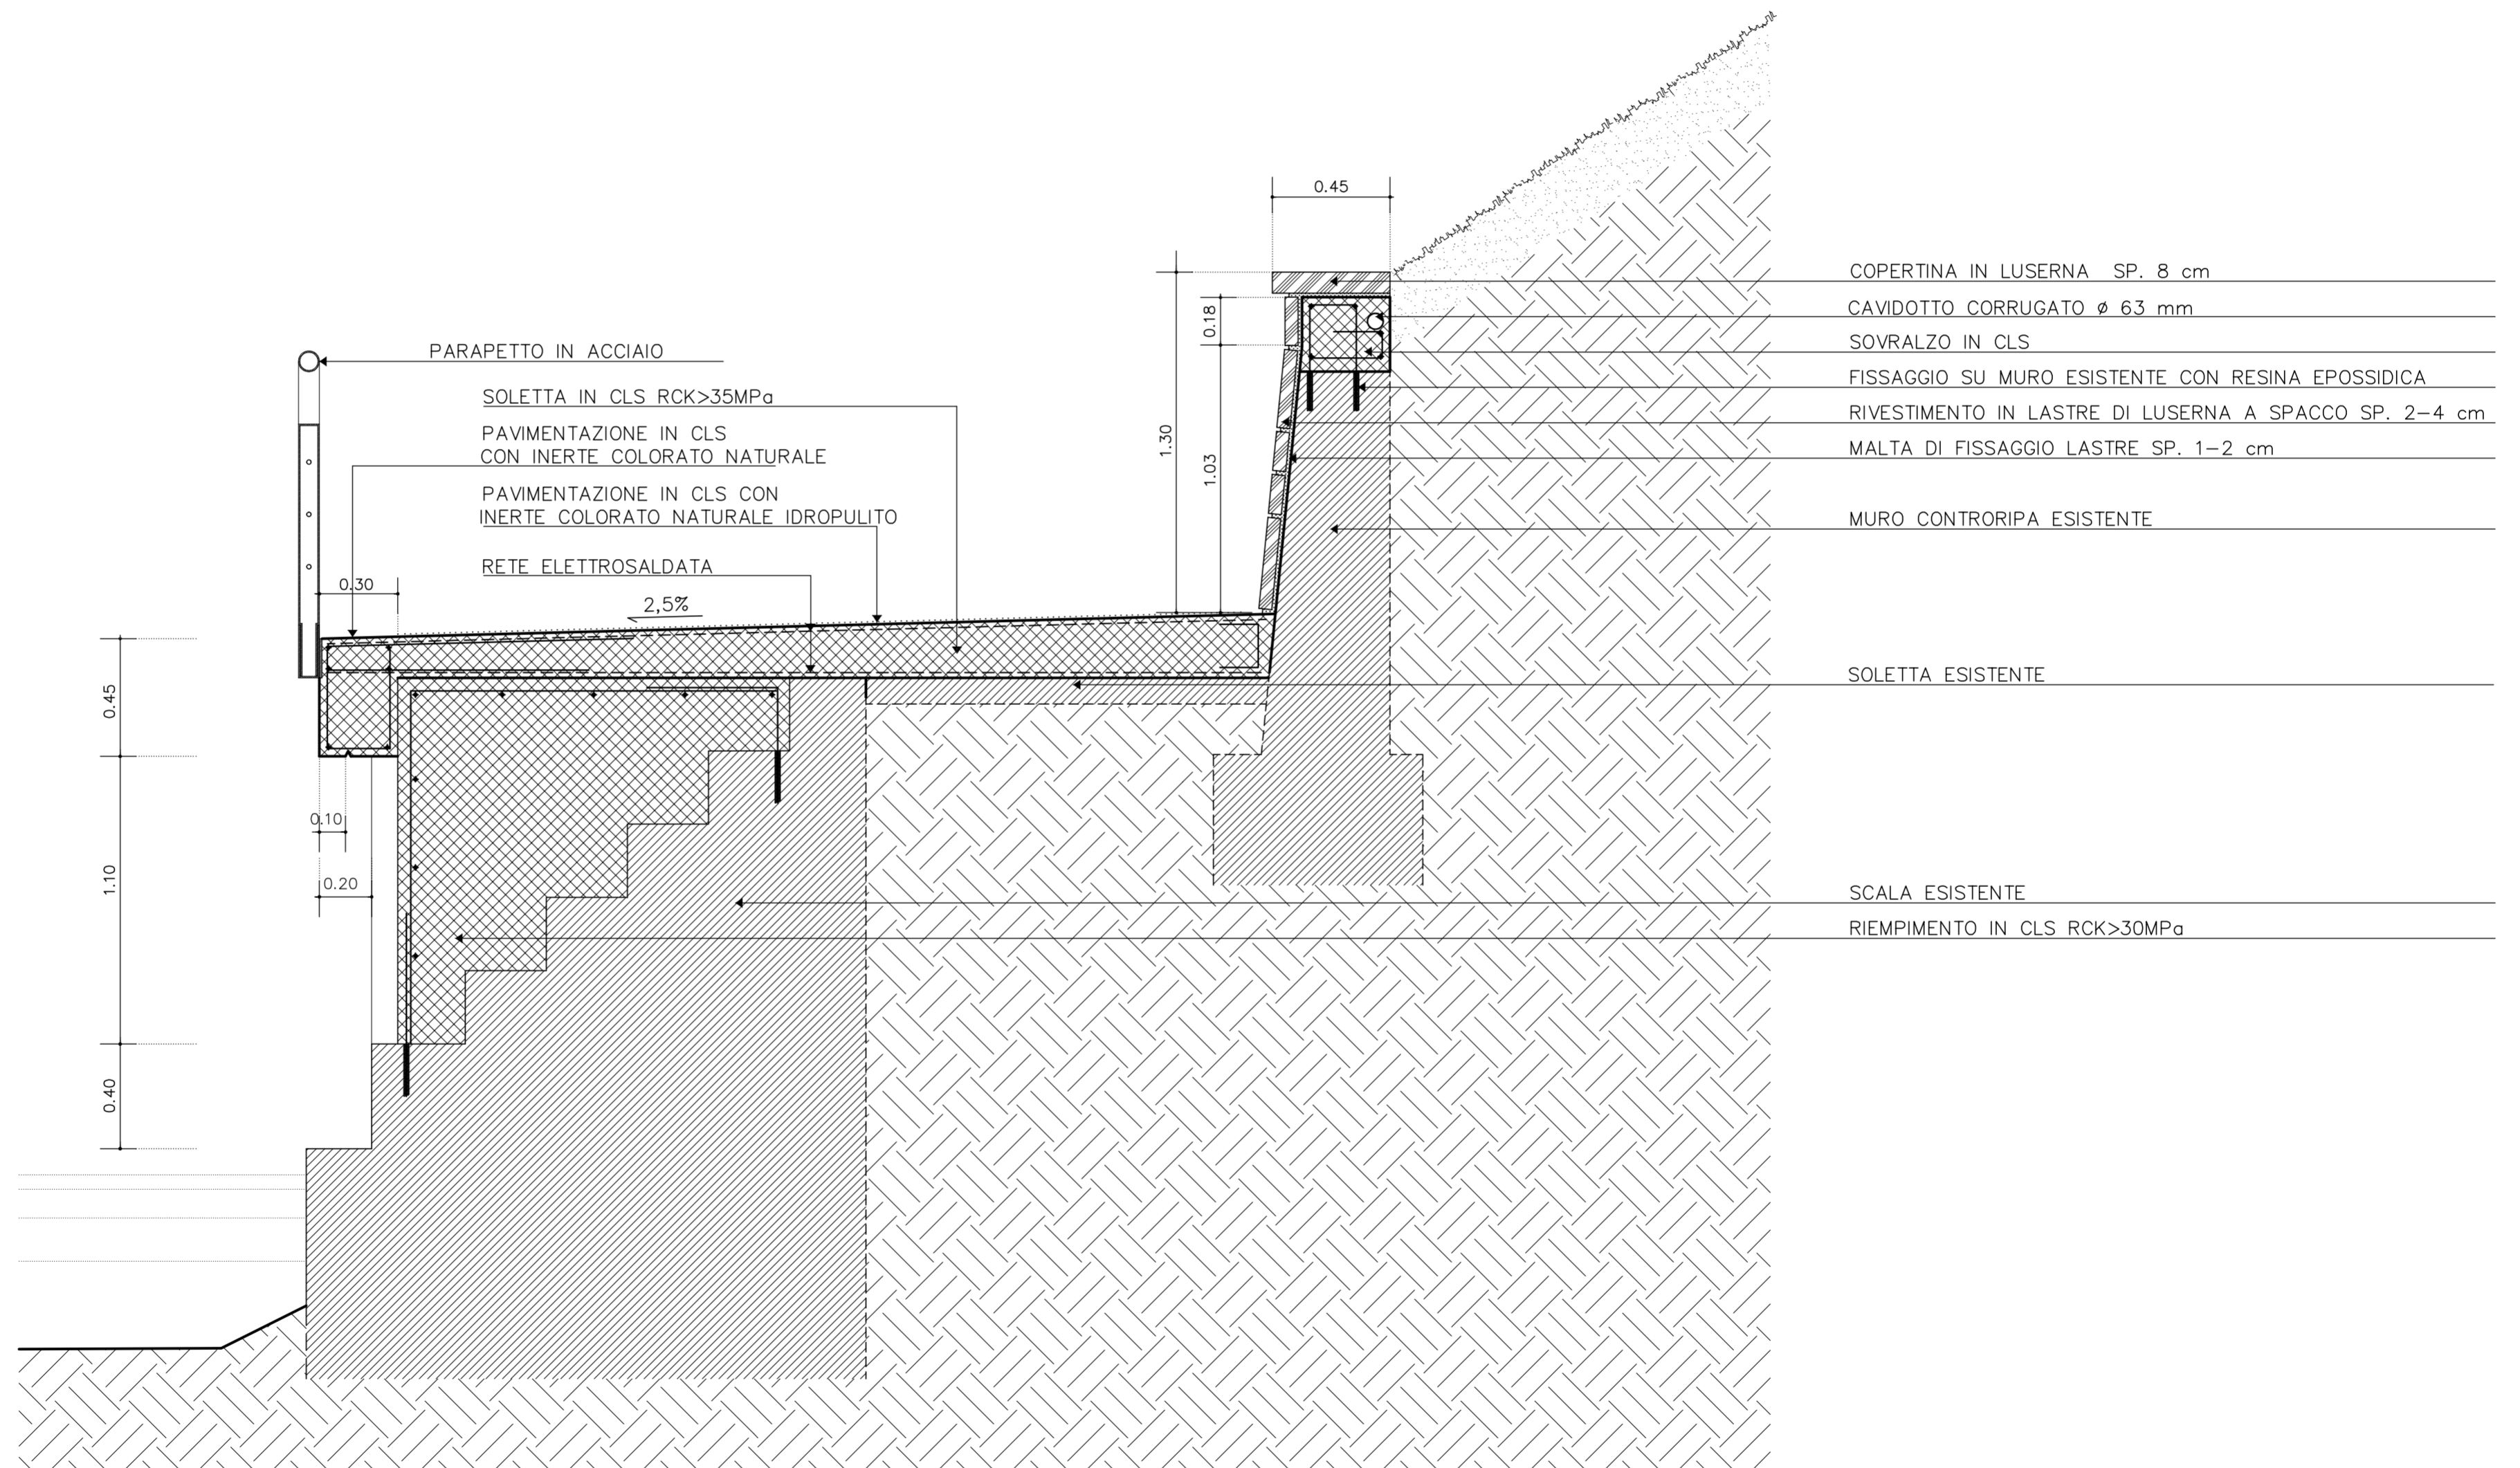 0.45
COPERTINA IN LUSERNA SP. 8 cm
CAVIDOTTO CORRUGATO ø 63 mm
0.18
SOVRALZO IN CLS
PARAPETTO IN ACCIAIO
FISSAGGIO SU MURO ESISTENTE CON RESINA EPOSSIDICA
SOLETTA IN CLS RCK>35MPa
RIVESTIMENTO IN LASTRE DI LUSERNA A SPACCO SP. 2-4 cm
PAVIMENTAZIONE IN CLS
CON INERTE COLORATO NATURALE
1.30
MALTA DI FISSAGGIO LASTRE SP. 1-2 cm
1.03
PAVIMENTAZIONE IN CLS CON
INERTE COLORATO NATURALE IDROPULITO
MURO CONTRORIPA ESISTENTE
RETE ELETTROSALDATA
0.30
2,5%
SOLETTA ESISTENTE
0.45
0.10
1.10
0.20
SCALA ESISTENTE
RIEMPIMENTO IN CLS RCK>30MPa
0.40